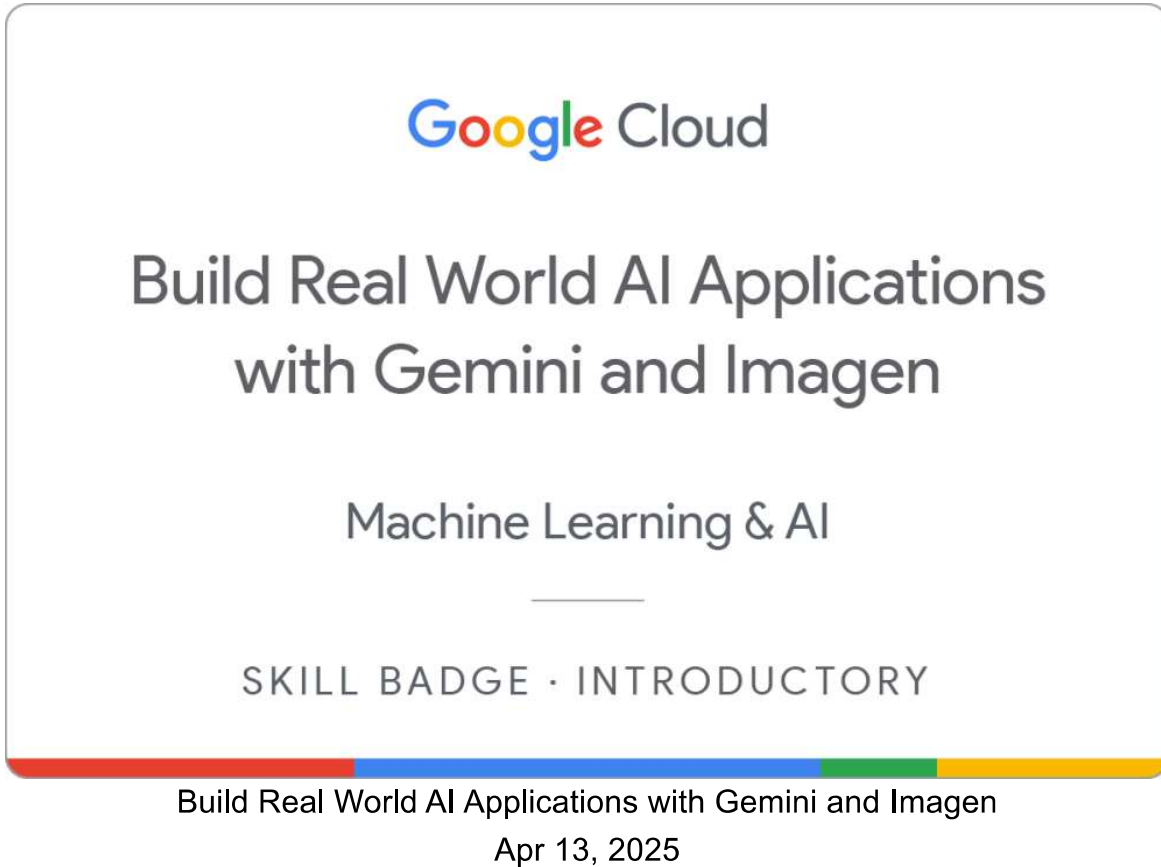 Google Cloud
Build Real World AI Applications
with Gemini and Imagen
Machine Learning & AI
SKILL BADGE · INTRODUCTORY
Build Real World AI Applications with Gemini and Imagen
Apr 13, 2025